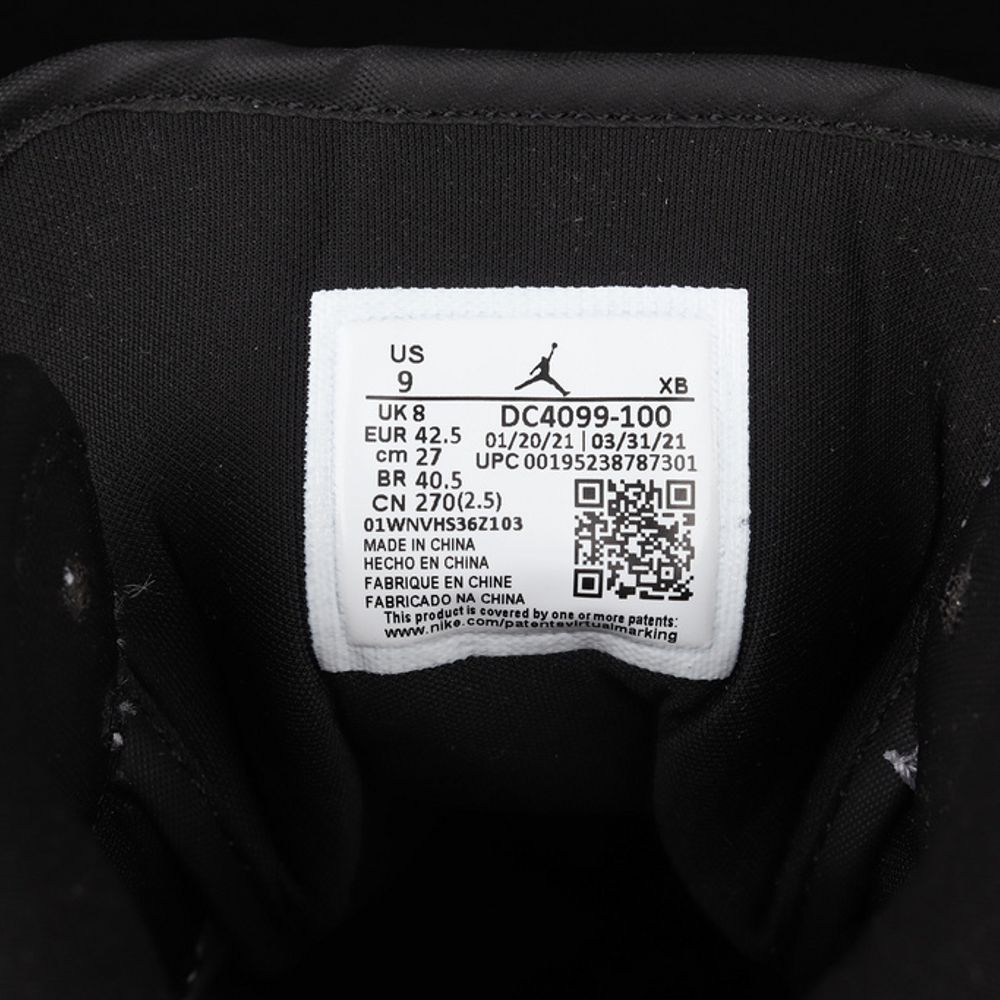 US
9
XB
UK 8
EUR 42.5
cm 27
BR 40.5
CN 270(2.5)
DC4099-100
01/20/21 | 03/31/21
UPC 00195238787301
01WNVHS36Z103
MADE IN CHINA
HECHO EN CHINA
FABRIQUE EN CHINE
FABRICADO NA CHINA
This product is covered by one or more patents:
www.nike.com/patentsvirtualmarking